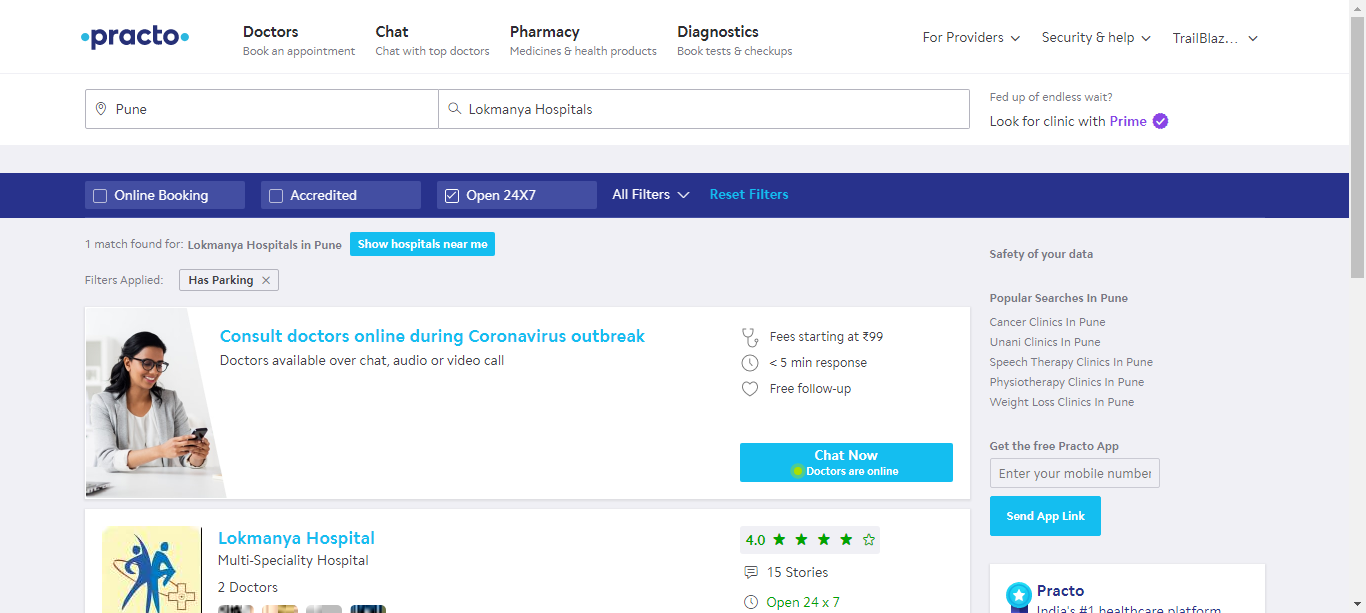 practo
Doctors
Book an appointment
Chat
Chat with top doctors
Pharmacy
Medicines & health products
Diagnostics
Book tests & checkups
For Providers
Security & help
TrailBlaz...
Pune
Lokmanya Hospitals
Fed up of endless wait?
Look for clinic with Prime
Online Booking
Accredited
Open 24X7
All Filters
Reset Filters
1 match found for: Lokmanya Hospitals in Pune
Show hospitals near me
Filters Applied:
Has Parking
Consult doctors online during Coronavirus outbreak
Doctors available over chat, audio or video call
Fees starting at ₹99
< 5 min response
Free follow-up
Chat Now
Doctors are online
Lokmanya Hospital
Multi-Speciality Hospital
2 Doctors
4.0
15 Stories
Open 24 x 7
Safety of your data
Popular Searches In Pune
Cancer Clinics In Pune
Unani Clinics In Pune
Speech Therapy Clinics In Pune
Physiotherapy Clinics In Pune
Weight Loss Clinics In Pune
Get the free Practo App
Enter your mobile number
Send App Link
Practo
India's #1 healthcare platform